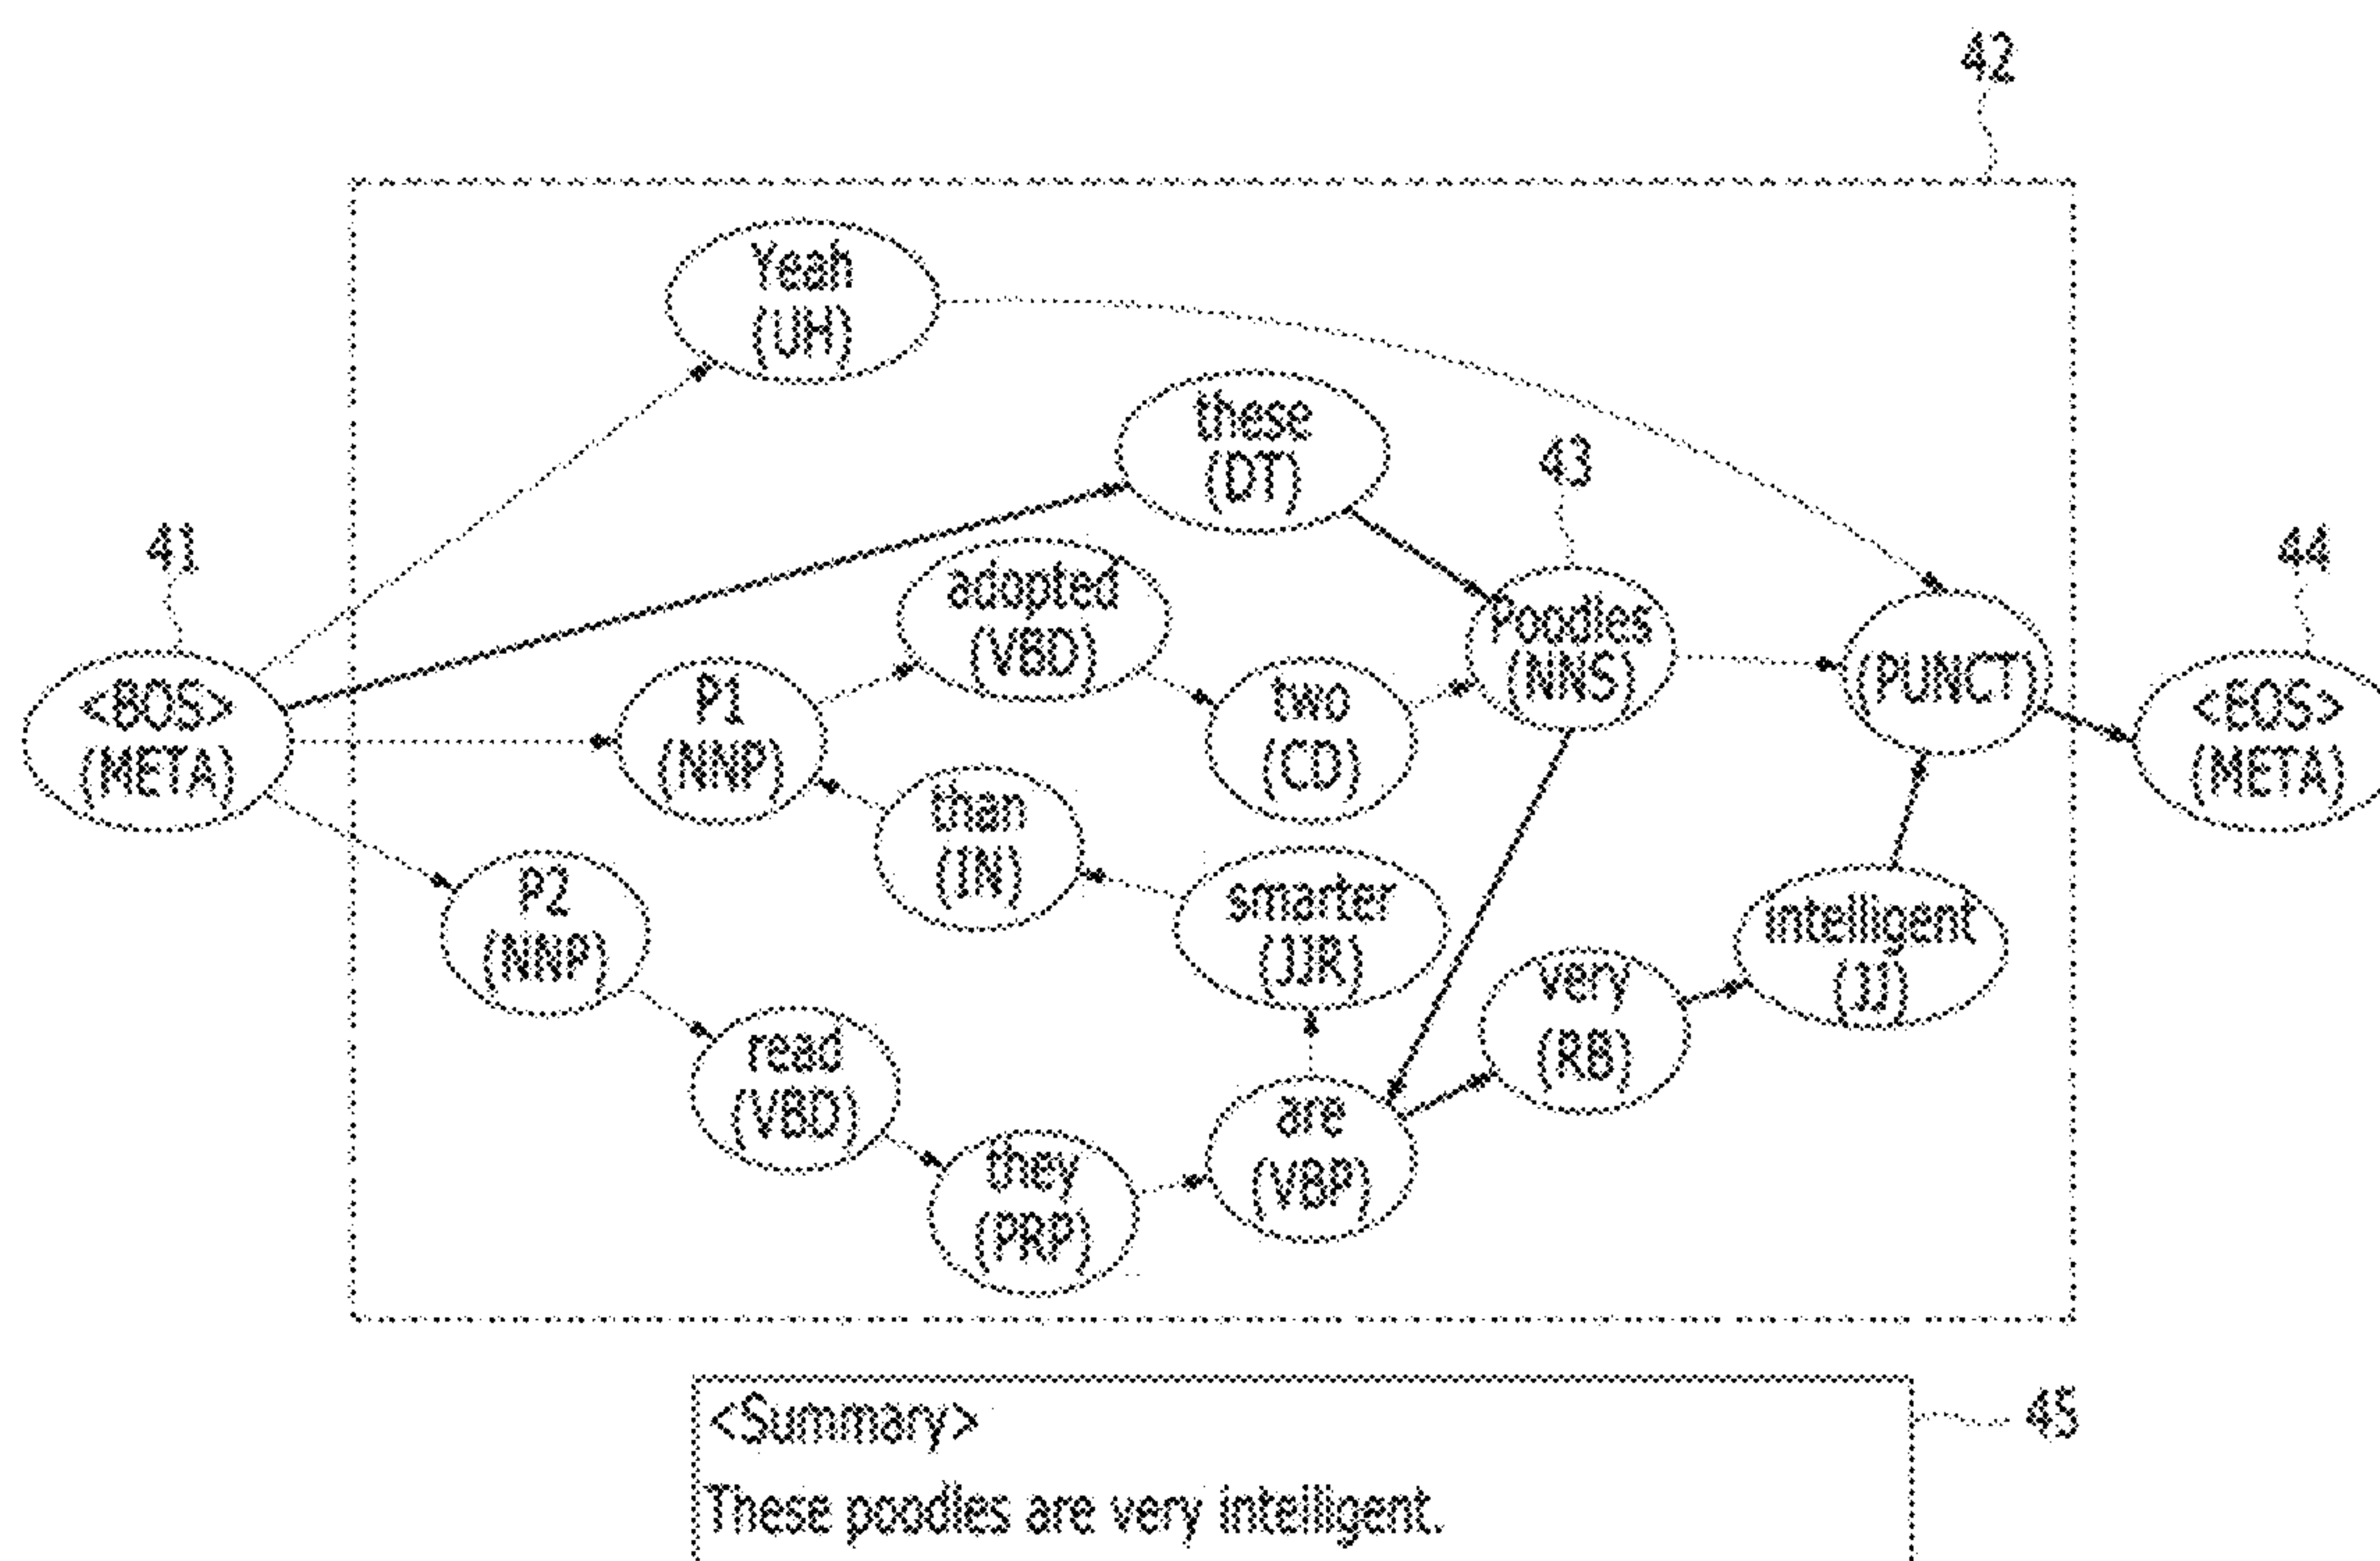 42
Yeah
(UH)
these
(DT)
43
41
44
adopted
(VBD)
Poodles
(NNS)
<BOS>
(META)
P1
(NNP)
two
(CD)
(PUNCT)
<EOS>
(META)
than
(IN)
P2
(NNP)
smarter
(JJR)
intelligent
(JJ)
very
(RB)
read
(VBD)
are
(VBP)
they
(PRP)
<Summary>
45
These poodles are very intelligent.